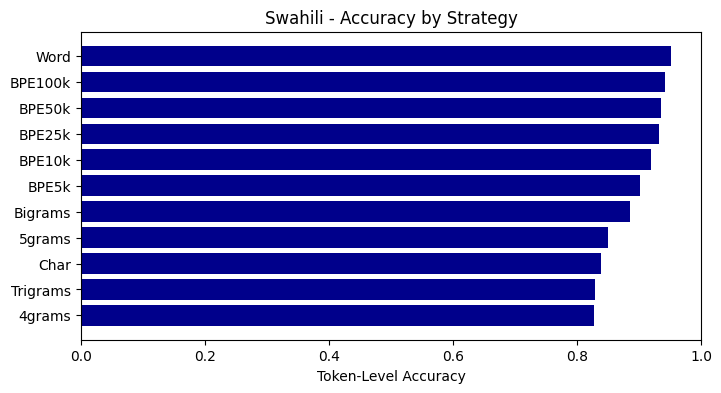 Swahili - Accuracy by Strategy
Word
BPE100k
BPE50k
BPE25k
BPE10k
BPE5k
Bigrams
5grams
Char
Trigrams
4grams
0.0 0.2 0.4 0.6 0.8 1.0
Token-Level Accuracy